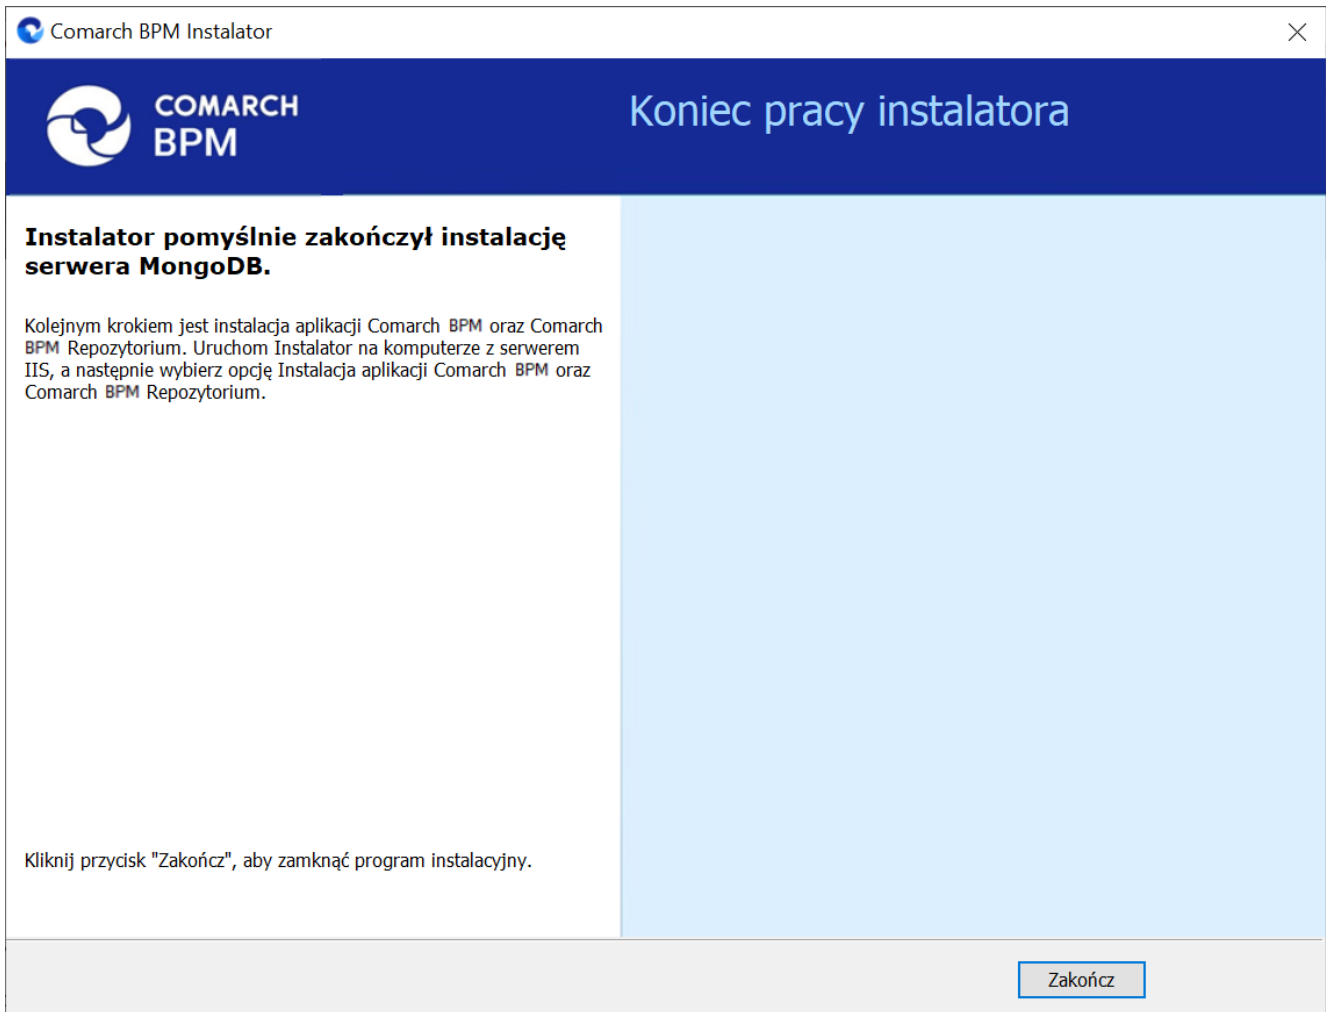 Comarch BPM Instalator
COMARCH
BPM
Koniec pracy instalatora
Instalator pomyślnie zakończył instalację
serwera MongoDB.
Kolejnym krokiem jest instalacja aplikacji Comarch BPM oraz Comarch
BPM Repozytorium. Uruchom Instalator na komputerze z serwerem
IIS, a następnie wybierz opcję Instalacja aplikacji Comarch BPM oraz
Comarch BPM Repozytorium.
Kliknij przycisk "Zakończ", aby zamknąć program instalacyjny.
Zakończ